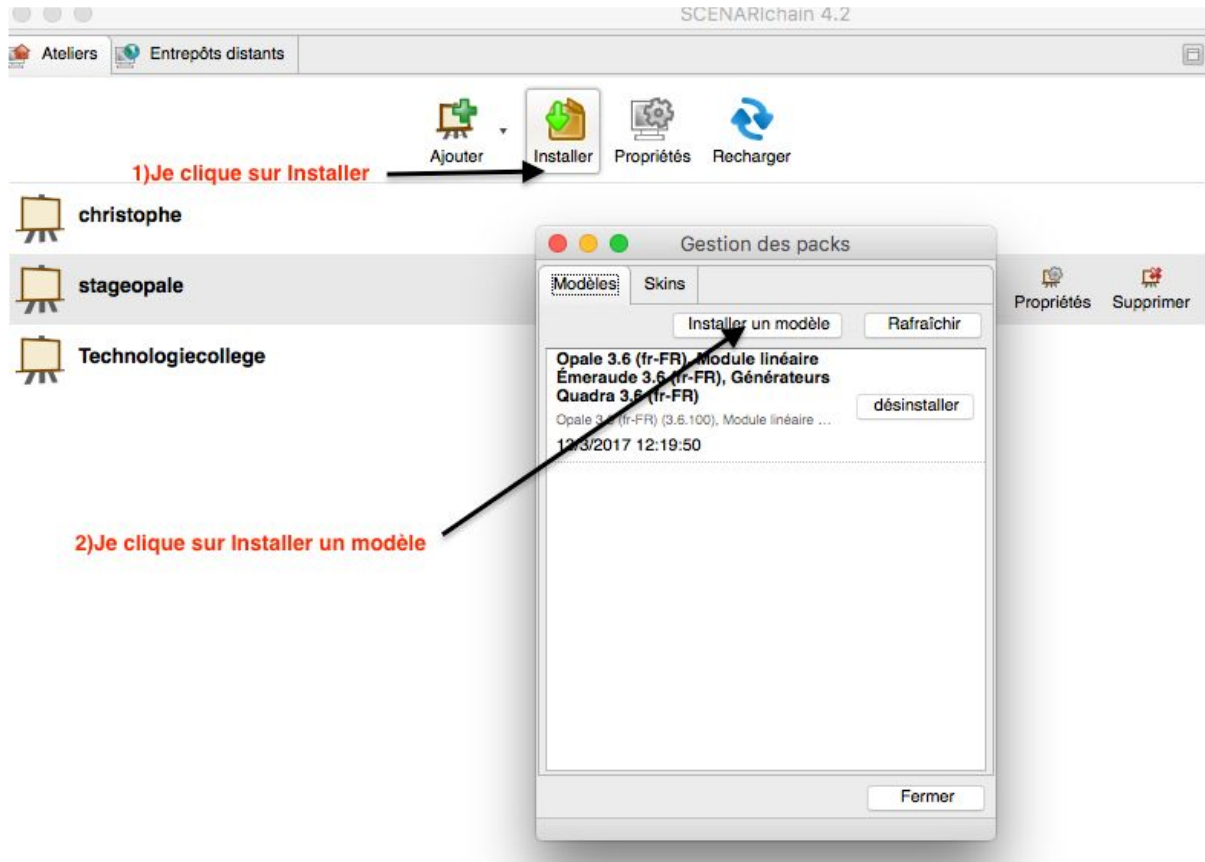 SCENARIchain 4.2
Ateliers Entrepôts distants
Ajouter Installer Propriétés Recharger
1)Je clique sur Installer
christophe
Gestion des packs
stageopale
Modèles Skins
Propriétés Supprimer
Installer un modèle Rafraîchir
Technologiecollege
Opale 3.6 (fr-FR), Module linéaire
Émeraude 3.6 (fr-FR), Générateurs
Quadra 3.6 (fr-FR)
désinstaller
Opale 3.6 (fr-FR) (3.6.100), Module linéaire ...
13/3/2017 12:19:50
2)Je clique sur Installer un modèle
Fermer